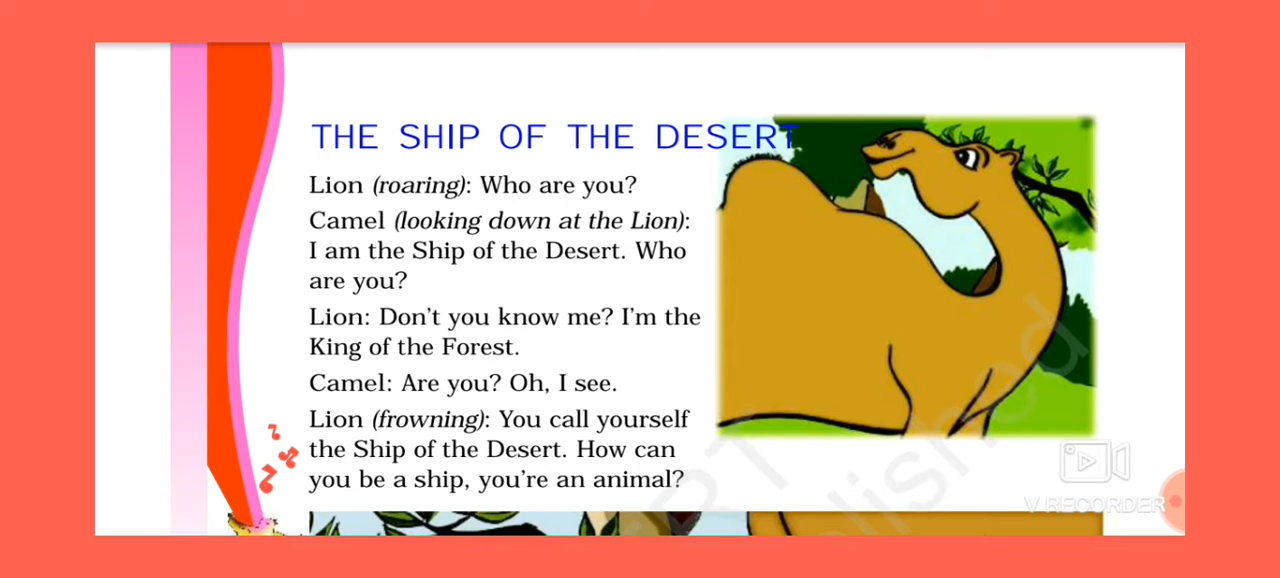 THE SHIP OF THE DESERT
Lion (roaring): Who are you?
Camel (looking down at the Lion):
I am the Ship of the Desert. Who
are you?
Lion: Don't you know me? I'm the
King of the Forest.
Camel: Are you? Oh, I see.
Lion (frowning): You call yourself
the Ship of the Desert. How can
you be a ship, you're an animal?
V RECORDER